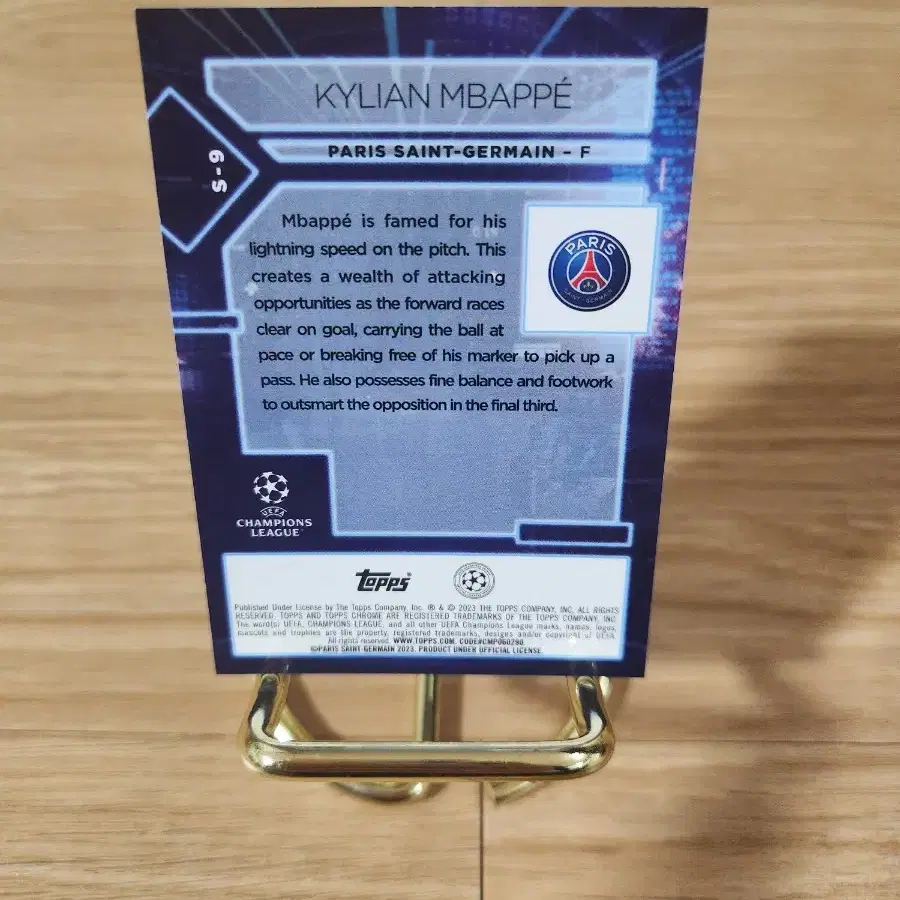 KYLIAN MBAPPÉ
PARIS SAINT-GERMAIN - F
S-9
Mbappé is famed for his
lightning speed on the pitch. This
creates a wealth of attacking
opportunities as the forward races
clear on goal, carrying the ball at
pace or breaking free of his marker to pick up a
pass. He also possesses fine balance and footwork
to outsmart the opposition in the final third.
PARIS
SAINT-GERMAIN
UEFA
CHAMPIONS
LEAGUE
Topps®
Published Under License by The Topps Company, Inc. ® & © 2023 THE TOPPS COMPANY, INC. ALL RIGHTS
RESERVED. TOPPS AND TOPPS CHROME ARE REGISTERED TRADEMARKS OF THE TOPPS COMPANY, INC.
The word(s) UEFA, CHAMPIONS LEAGUE, and all other UEFA Champions League marks, names, logos,
mascots and trophies are the property, registered trademarks, designs and/or copyright of UEFA.
All rights reserved. WWW.TOPPS.COM. CODE#CMP060290.
©PARIS SAINT-GERMAIN 2023. PRODUCT UNDER OFFICIAL LICENSE.